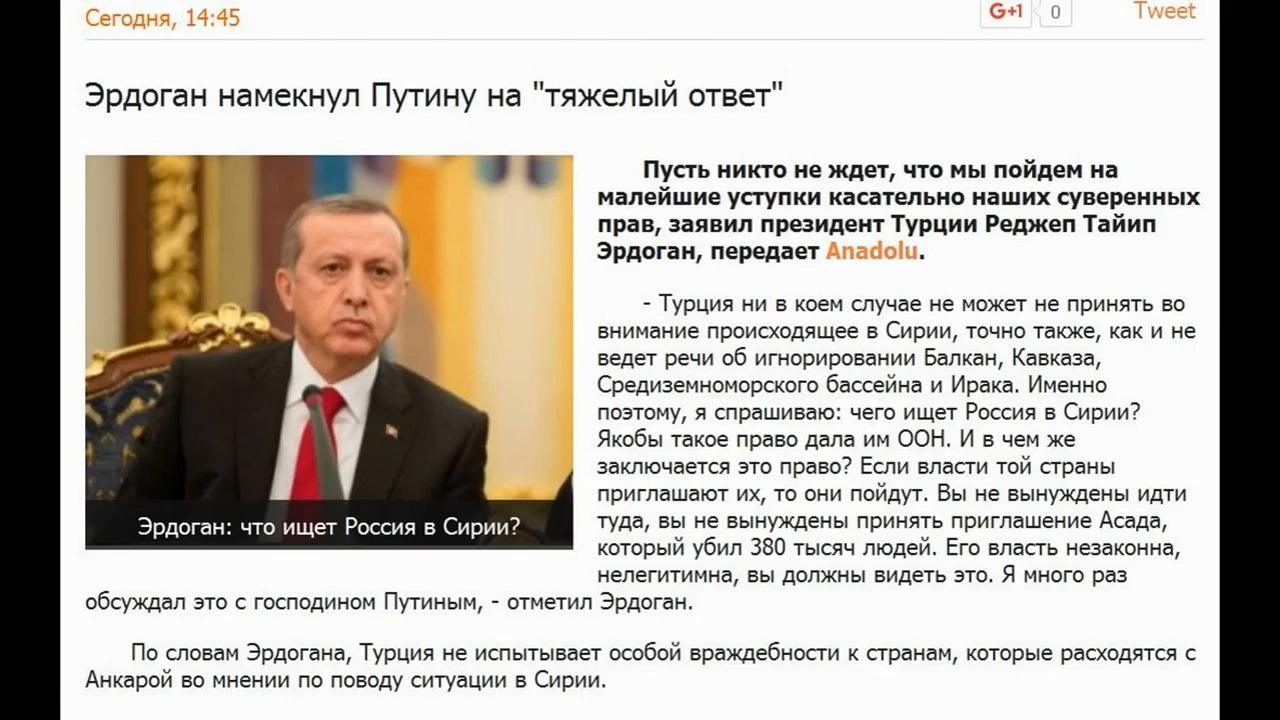 Сегодня, 14:45
G+1
0
Tweet
Эрдоган намекнул Путину на "тяжелый ответ"
Пусть никто не ждет, что мы пойдем на
малейшие уступки касательно наших суверенных
прав, заявил президент Турции Реджеп Тайип
Эрдоган, передает Anadolu.
- Турция ни в коем случае не может не принять во
внимание происходящее в Сирии, точно также, как и не
ведет речи об игнорировании Балкан, Кавказа,
Средиземноморского бассейна и Ирака. Именно
поэтому, я спрашиваю: чего ищет Россия в Сирии?
Якобы такое право дала им ООН. И в чем же
заключается это право? Если власти той страны
приглашают их, то они пойдут. Вы не вынуждены идти
туда, вы не вынуждены принять приглашение Асада,
который убил 380 тысяч людей. Его власть незаконна,
нелегитимна, вы должны видеть это. Я много раз
обсуждал это с господином Путиным, - отметил Эрдоган.
Эрдоган: что ищет Россия в Сирии?
По словам Эрдогана, Турция не испытывает особой враждебности к странам, которые расходятся с
Анкарой во мнении по поводу ситуации в Сирии.